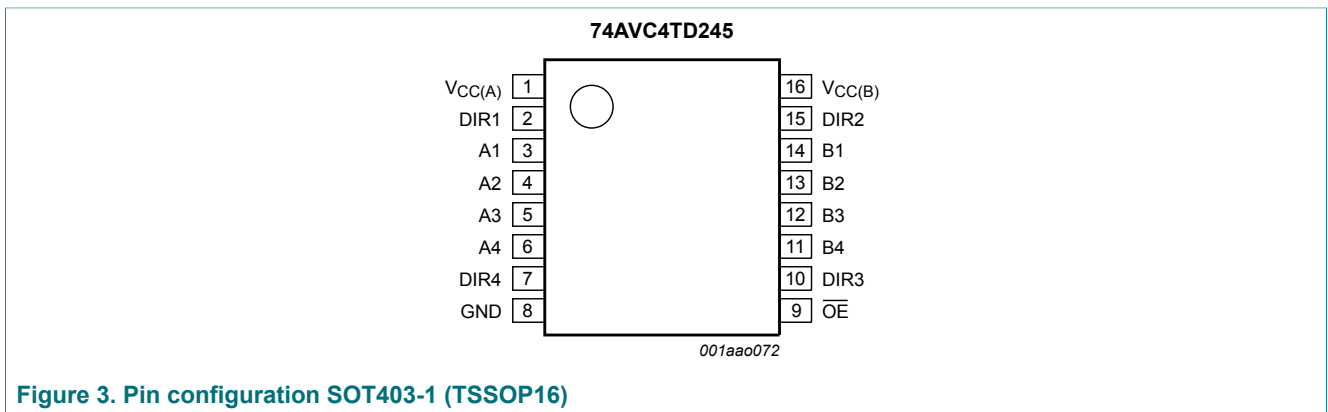 74AVC4TD245
VCC(A) 1 16 VCC(B)
DIR1 2 15 DIR2
A1 3 14 B1
A2 4 13 B2
A3 5 12 B3
A4 6 11 B4
DIR4 7 10 DIR3
GND 8 9 O̅E̅
001aao072
Figure 3. Pin configuration SOT403-1 (TSSOP16)